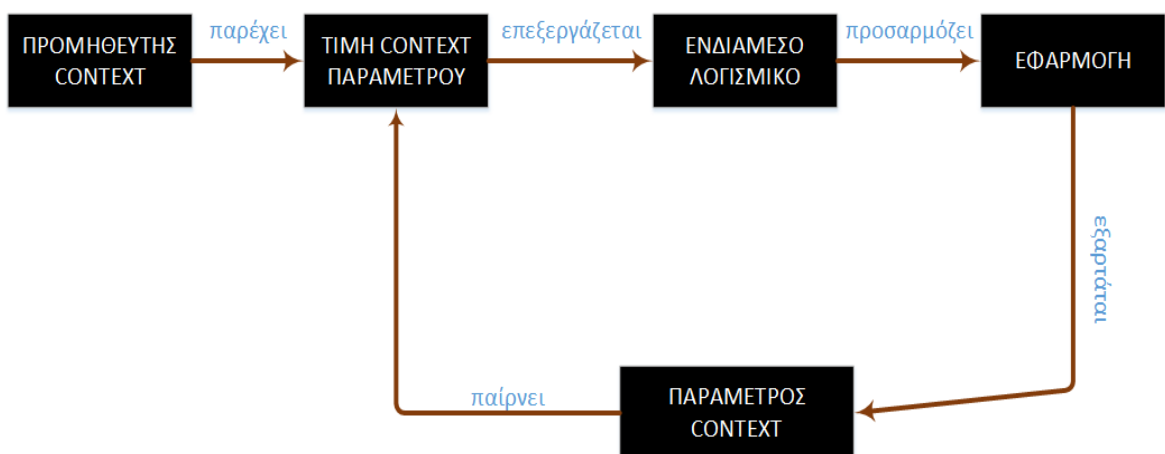 ΠΡΟΜΗΘΕΥΤΗΣ
CONTEXT
παρέχει
ΤΙΜΗ CONTEXT
ΠΑΡΑΜΕΤΡΟΥ
επεξεργάζεται
ΕΝΔΙΑΜΕΣΟ
ΛΟΓΙΣΜΙΚΟ
προσαρμόζει
ΕΦΑΡΜΟΓΗ
εξαρτάται
ΠΑΡΑΜΕΤΡΟΣ
CONTEXT
παίρνει